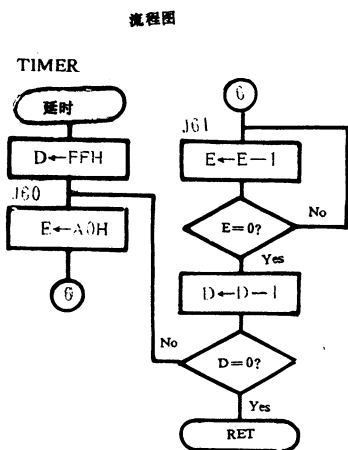 流程图
TIMER
延时
D←FFH
J60
E←A0H
6
6
J61
E←E-1
E=0?
No
Yes
D←D-1
No
D=0?
Yes
RET